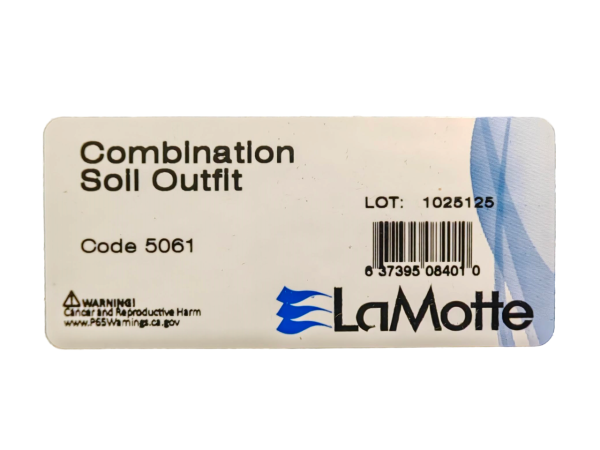 Combination
Soil Outfit
LOT: 1025125
Code 5061
6 37395 08401 0
WARNING!
Cancer and Reproductive Harm
www.P65Warnings.ca.gov
LaMotte